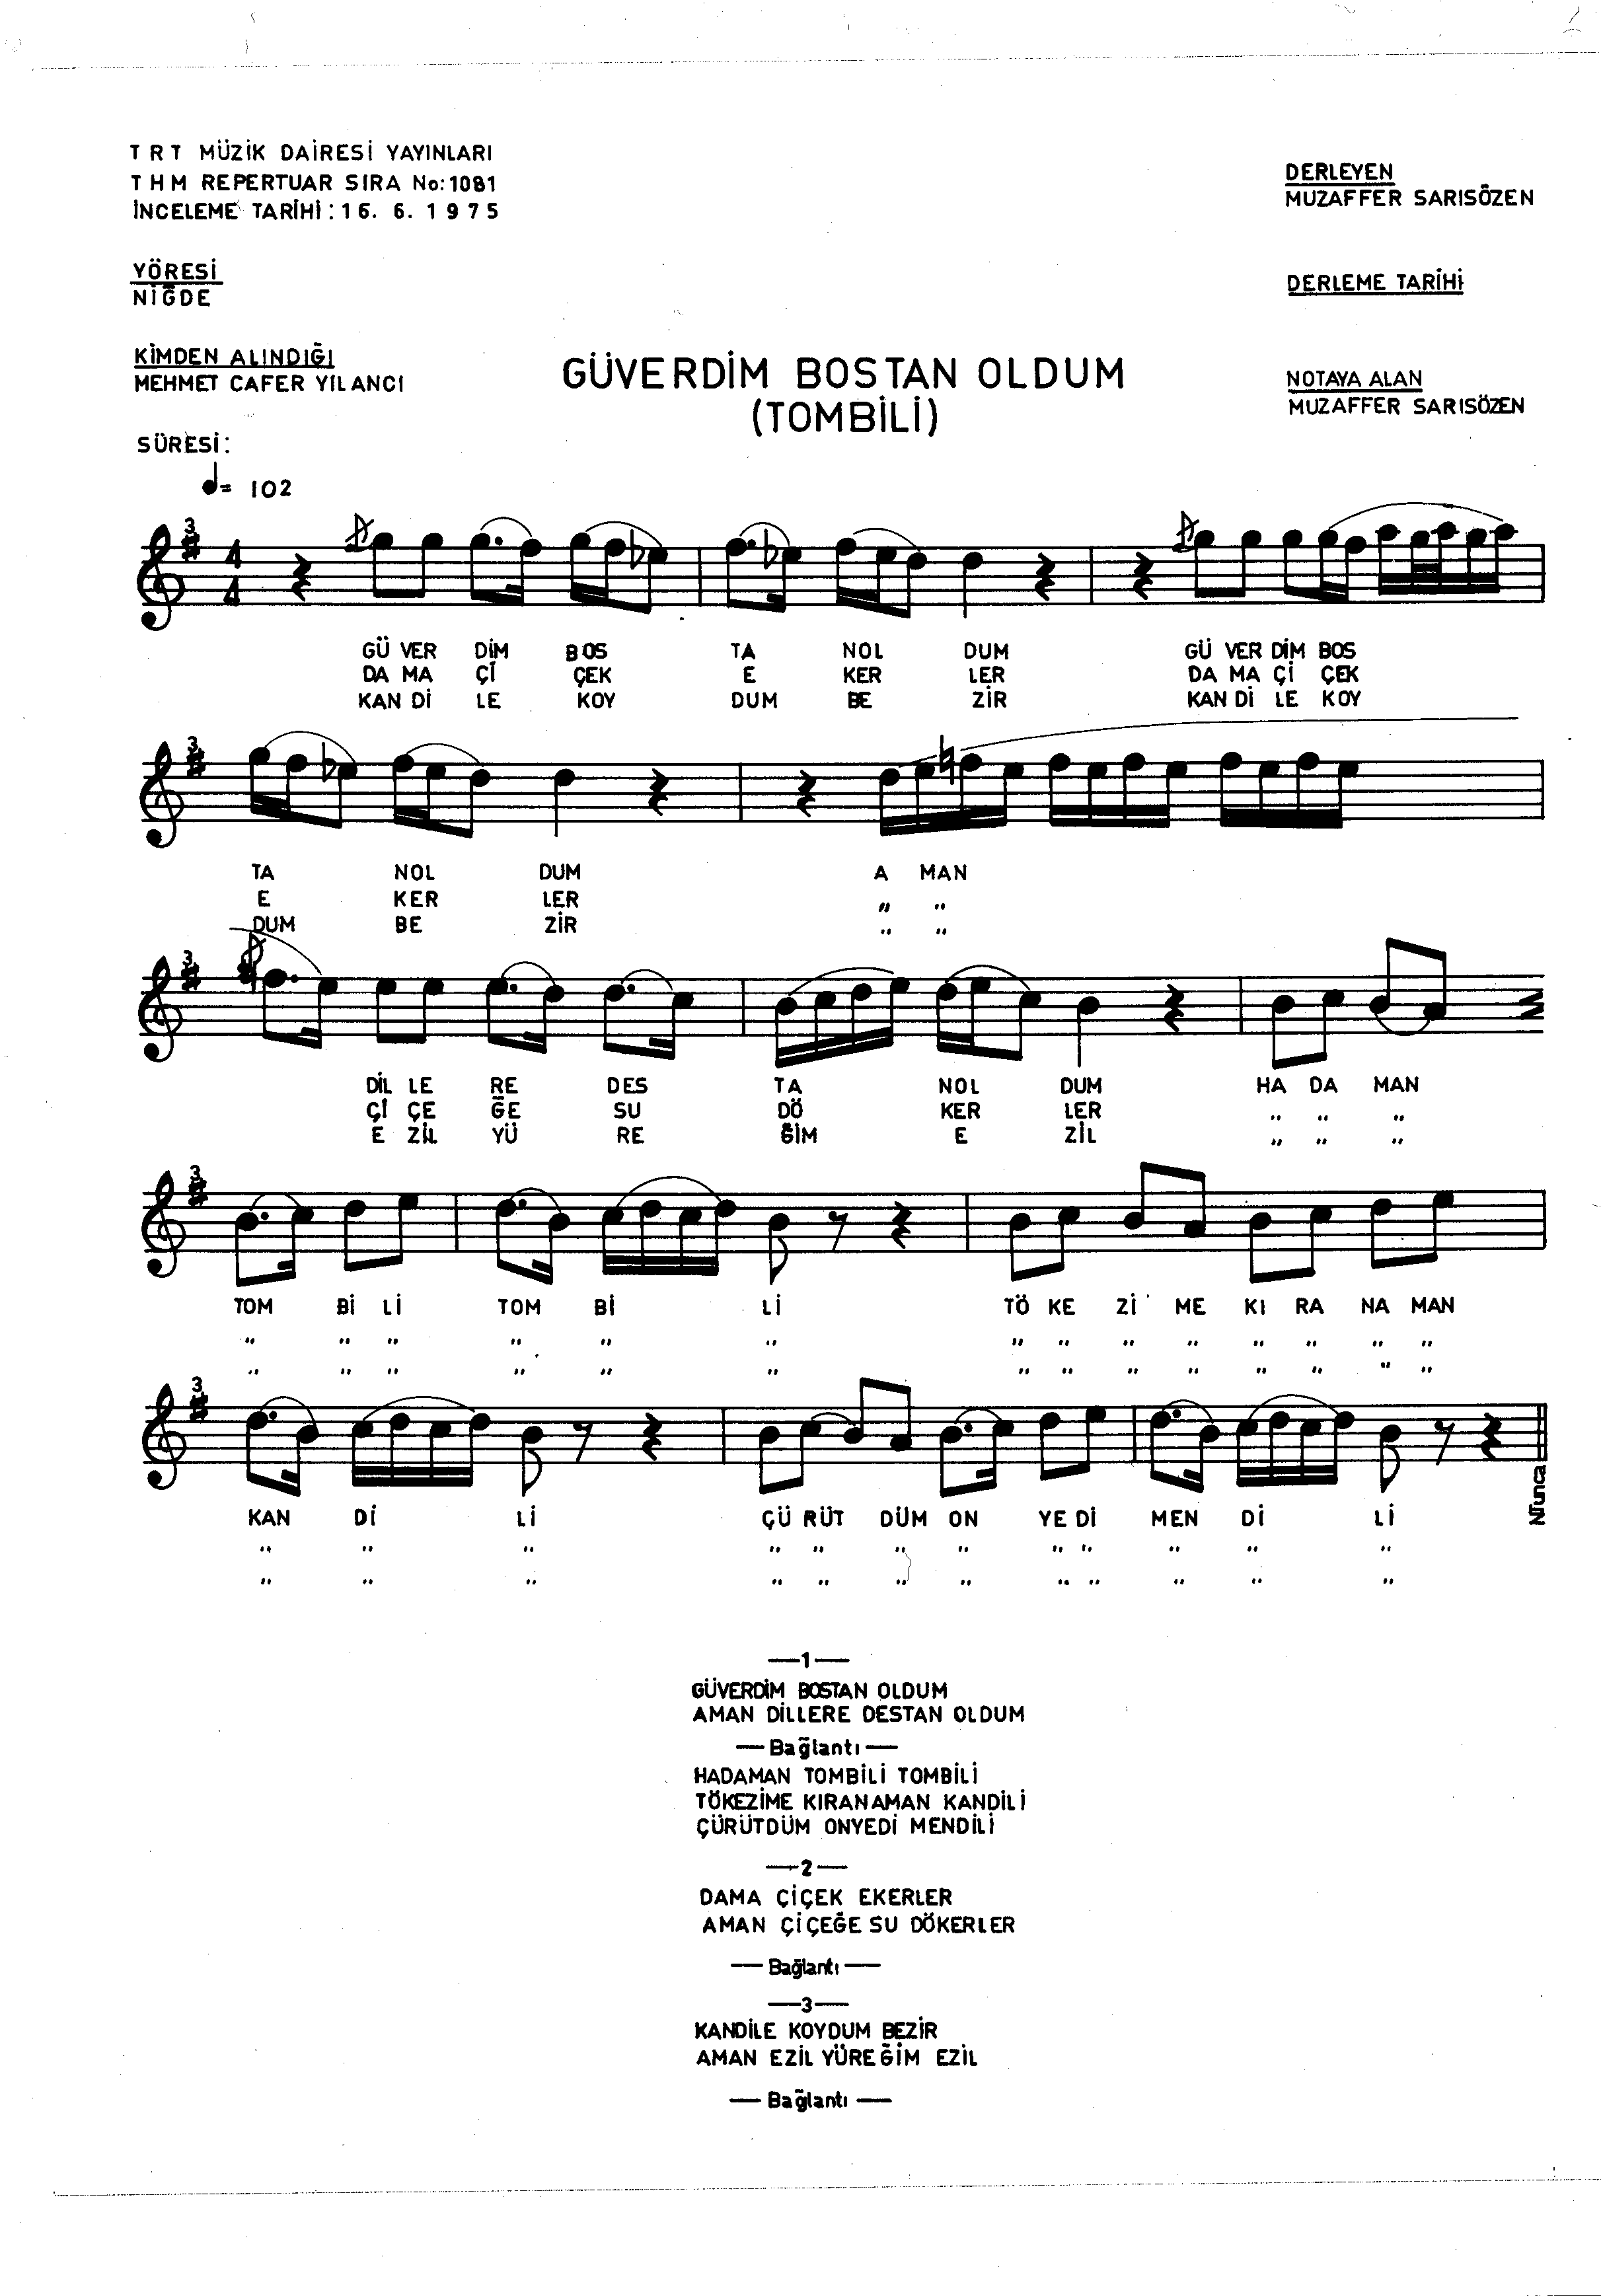 TRT MÜZİK DAİRESİ YAYINLARI
THM REPERTUAR SIRA No:1081
İNCELEME TARİHİ: 16. 6. 1975
DERLEYEN
MUZAFFER SARISÖZEN
YÖRESİ
NİĞDE
DERLEME TARİHİ
KİMDEN ALINDIĞI
MEHMET CAFER YILANCI
GÜVERDİM BOSTAN OLDUM
(TOMBİLİ)
NOTAYA ALAN
MUZAFFER SARISÖZEN
SÜRESİ:
= 102
3 4 4
GÜ VER DİM BOS TA NOL DUM GÜ VER DİM BOS
DA MA Çİ ÇEK E KER LER DA MA Çİ ÇEK
KAN Dİ LE KOY DUM BE ZİR KAN Dİ LE KOY
3
TA NOL DUM A MAN
E KER LER " "
DUM BE ZİR " "
3
DİL LE RE DES TA NOL DUM HA DA MAN
Çİ ÇE ĞE SU DÖ KER LER " " "
E ZİL YÜ RE ĞİM E ZİL " " "
3
TOM Bİ Lİ TOM Bİ Lİ TÖ KE Zİ ME KI RA NA MAN
" " " " " " " " " " " " " "
" " " " " " " " " " " " " "
3
KAN Dİ Lİ ÇÜ RÜT DÜM ON YE Dİ MEN Dİ Lİ
" " " " " " " " " " " "
" " " " " " " " " " " "
Nunca
—1—
GÜVERDİM BOSTAN OLDUM
AMAN DİLLERE DESTAN OLDUM
— Bağlantı —
HADAMAN TOMBİLİ TOMBİLİ
TÖKEZİME KIRANAMAN KANDİLİ
ÇÜRÜTDÜM ONYEDİ MENDİLİ
—2—
DAMA ÇİÇEK EKERLER
AMAN ÇİÇEĞE SU DÖKERLER
— Bağlantı —
—3—
KANDİLE KOYDUM BEZİR
AMAN EZİL YÜREĞİM EZİL
— Bağlantı —